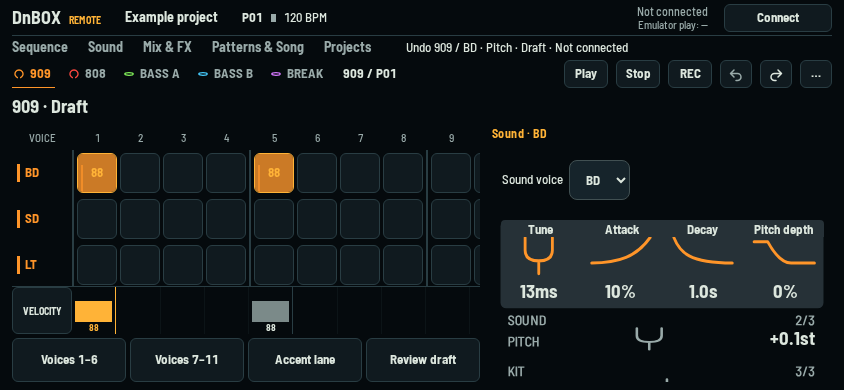 DnBOX REMOTE Example project P01 120 BPM Not connected
Emulator play: – Connect
Sequence Sound Mix & FX Patterns & Song Projects Undo 909 / BD · Pitch · Draft · Not connected
909 808 BASS A BASS B BREAK 909 / P01 Play Stop REC ...
909 · Draft
VOICE 1 2 3 4 5 6 7 8 9 Sound · BD
BD 88 88 Sound voice BD
SD
Tune Attack Decay Pitch depth
LT
13ms 10% 1.0s 0%
VELOCITY 88 88
SOUND 2/3
PITCH +0.1st
Voices 1–6 Voices 7–11 Accent lane Review draft
KIT 3/3